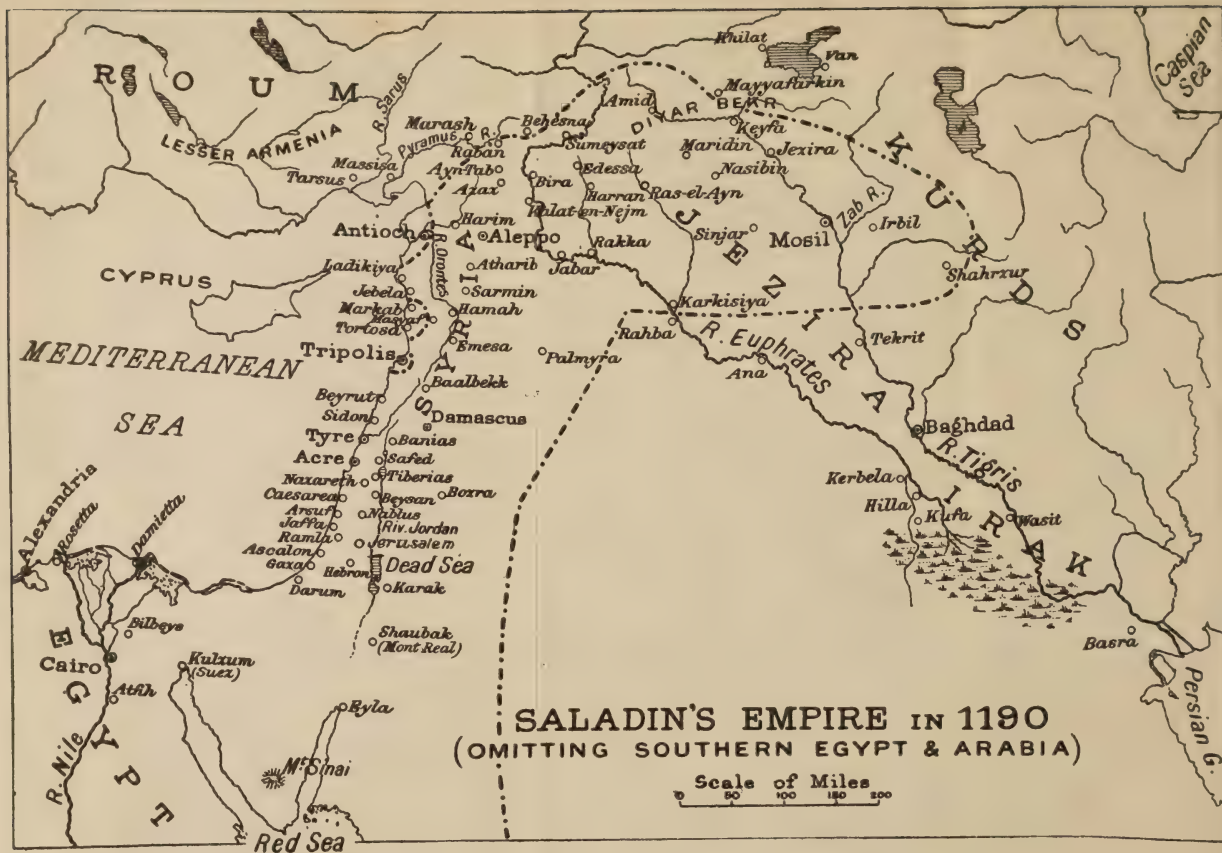 Khilat
Van
Caspian
Sea
ROUM
R. Sarus
Mayyafarkin
Amid
DIYAR BEKR
LESSER ARMENIA
Marash
Pyramus R.
Behesna
Raban
Sumeysat
Keyfa
Maridin
Jezira
KURDS
Massisa
Tarsus
Ayn-Tab
Azaz
Bira
Edessa
Nasibin
Harran
Ras-el-Ayn
Kalat-en-Nejm
Zab R.
Harim
Antioch
R. Orontes
Aleppo
Sinjar
Mosil
Irbil
JEZIRA
Rakka
Jabar
Atharib
Shahrzur
Ladikiya
CYPRUS
Jebela
Sarmin
Markab
Masyaf
Hamah
Karkisiya
Tortosa
Rahba
SYRIA
Emesa
R. Euphrates
Tekrit
MEDITERRANEAN
SEA
Tripolis
Palmyra
Ana
Baalbekk
Beyrut
Sidon
Damascus
Baghdad
Tyre
Banias
R. Tigris
Acre
Safed
Nazareth
Tiberias
Kerbela
Caesarea
Beysan
Bozra
Hilla
IRAK
Arsuf
Nablus
Kufa
Wasit
Jaffa
Riv. Jordan
Ramla
Jerusalem
Alexandria
Rosetta
Damietta
Ascalon
Gaza
Hebron
Dead Sea
Darum
Karak
Bilbeys
Shaubak
(Mont Real)
Basra
EGYPT
Cairo
Kulzum
(Suez)
Persian G.
Atfih
Eyla
R. Nile
Mt. Sinai
Red Sea
SALADIN'S EMPIRE IN 1190
(OMITTING SOUTHERN EGYPT & ARABIA)
Scale of Miles
0 50 100 150 200